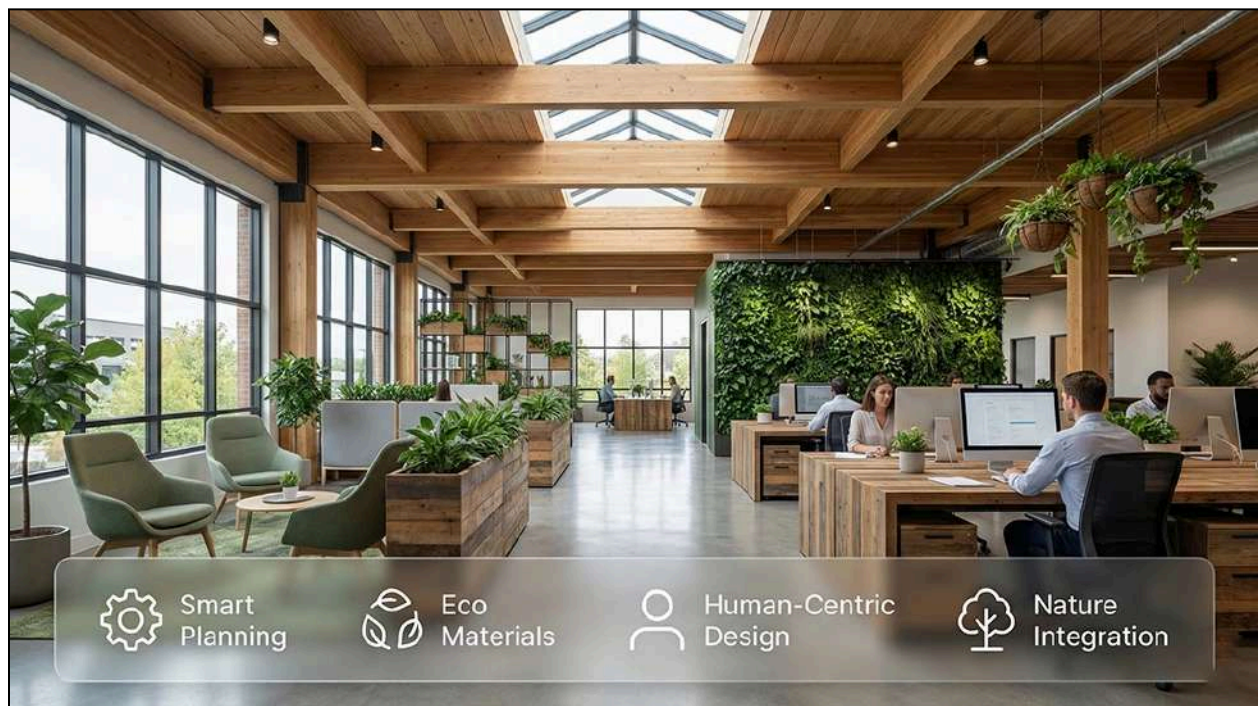 Smart
Planning
Eco
Materials
Human-Centric
Design
Nature
Integration